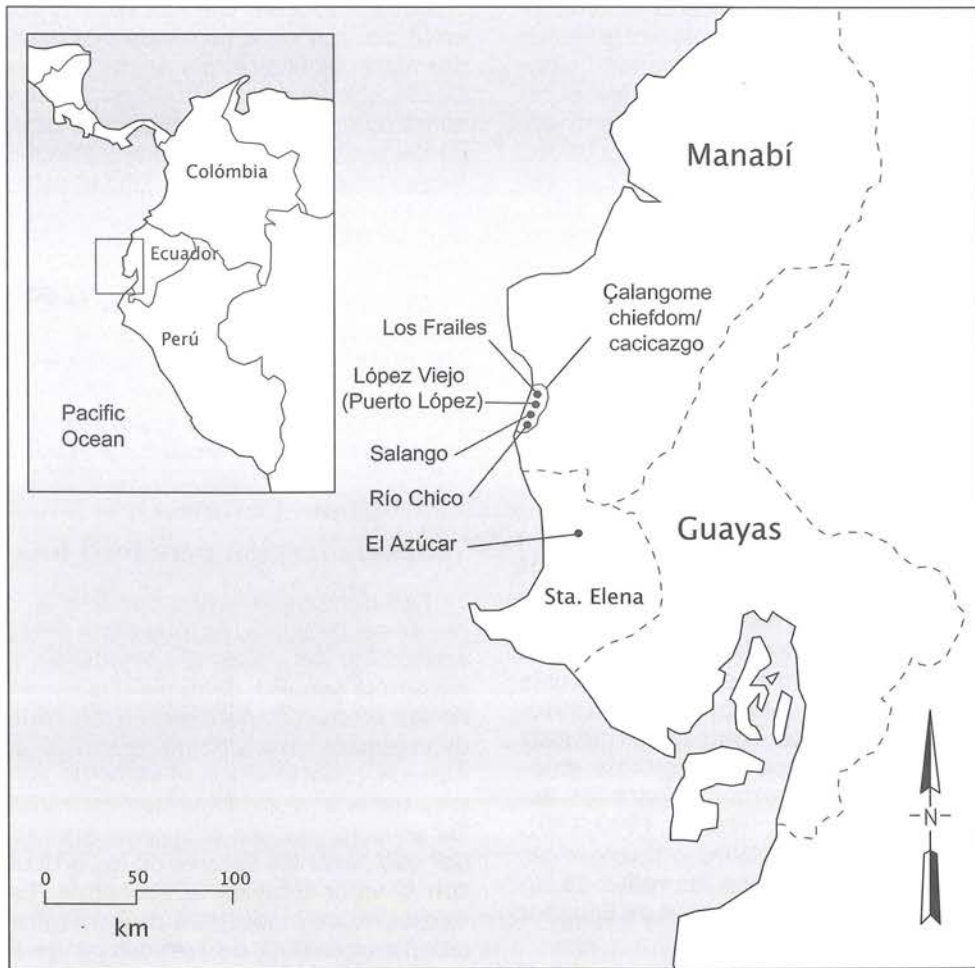 Colómbia
Ecuador
Perú
Pacific
Ocean
Manabí
Çalangome
chiefdom/
cacicazgo
Los Frailes
López Viejo
(Puerto López)
Salango
Río Chico
El Azúcar
Guayas
Sta. Elena
0 50 100
km
N